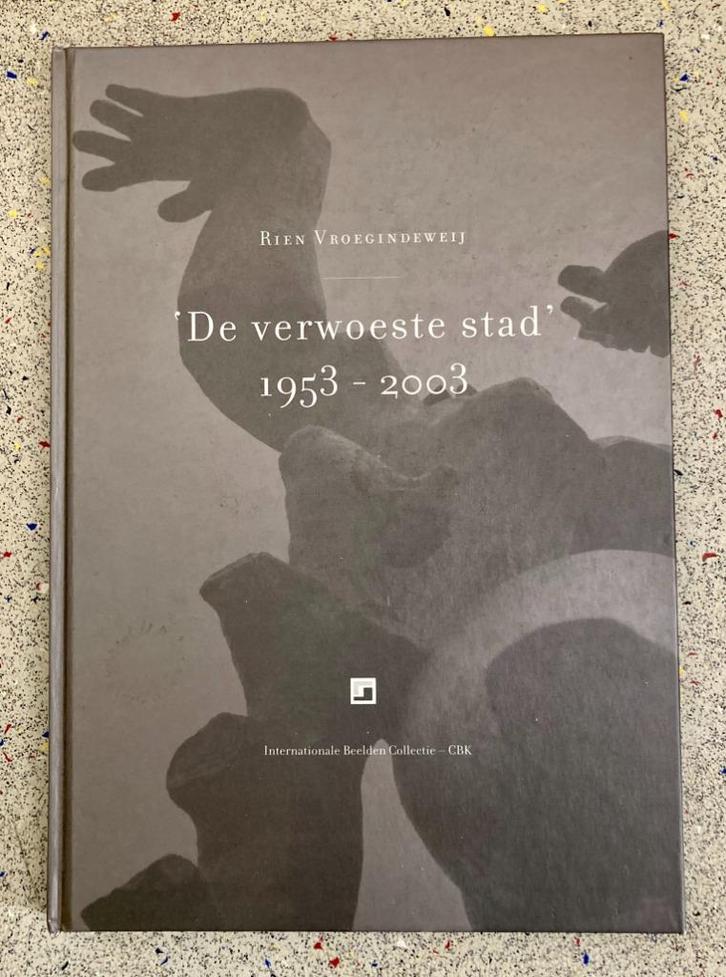 Rien Vroegindeweij
‘De verwoeste stad’
1953 – 2003
Internationale Beelden Collectie – CBK